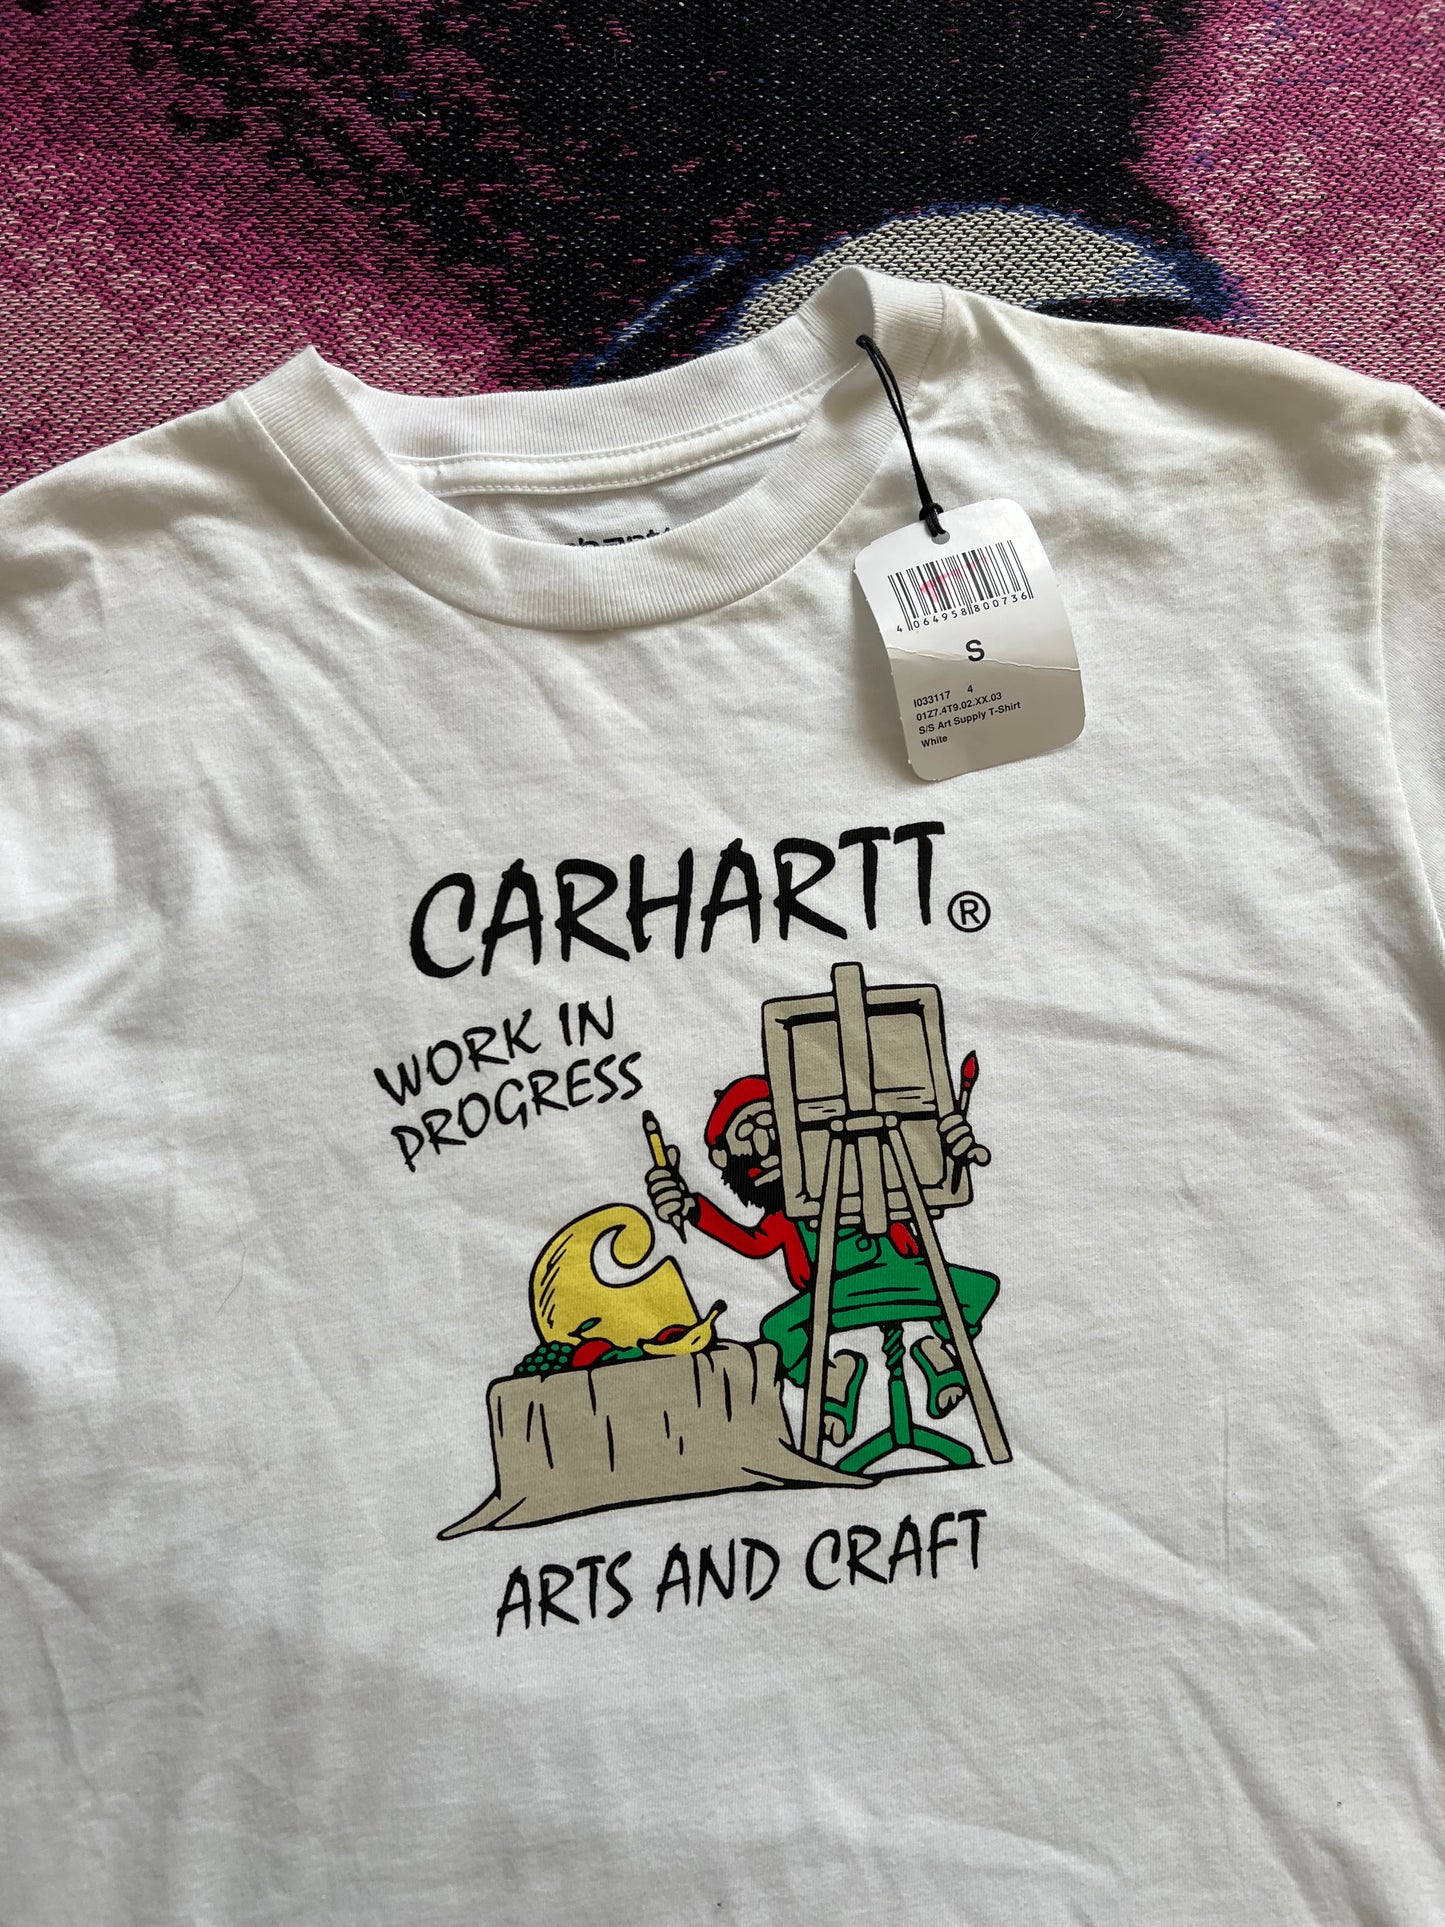 4 064958 800736
S
I033117 4
01Z7.4T9.02.XX.03
S/S Art Supply T-Shirt
White
CARHARTT®
WORK IN
PROGRESS
ARTS AND CRAFT